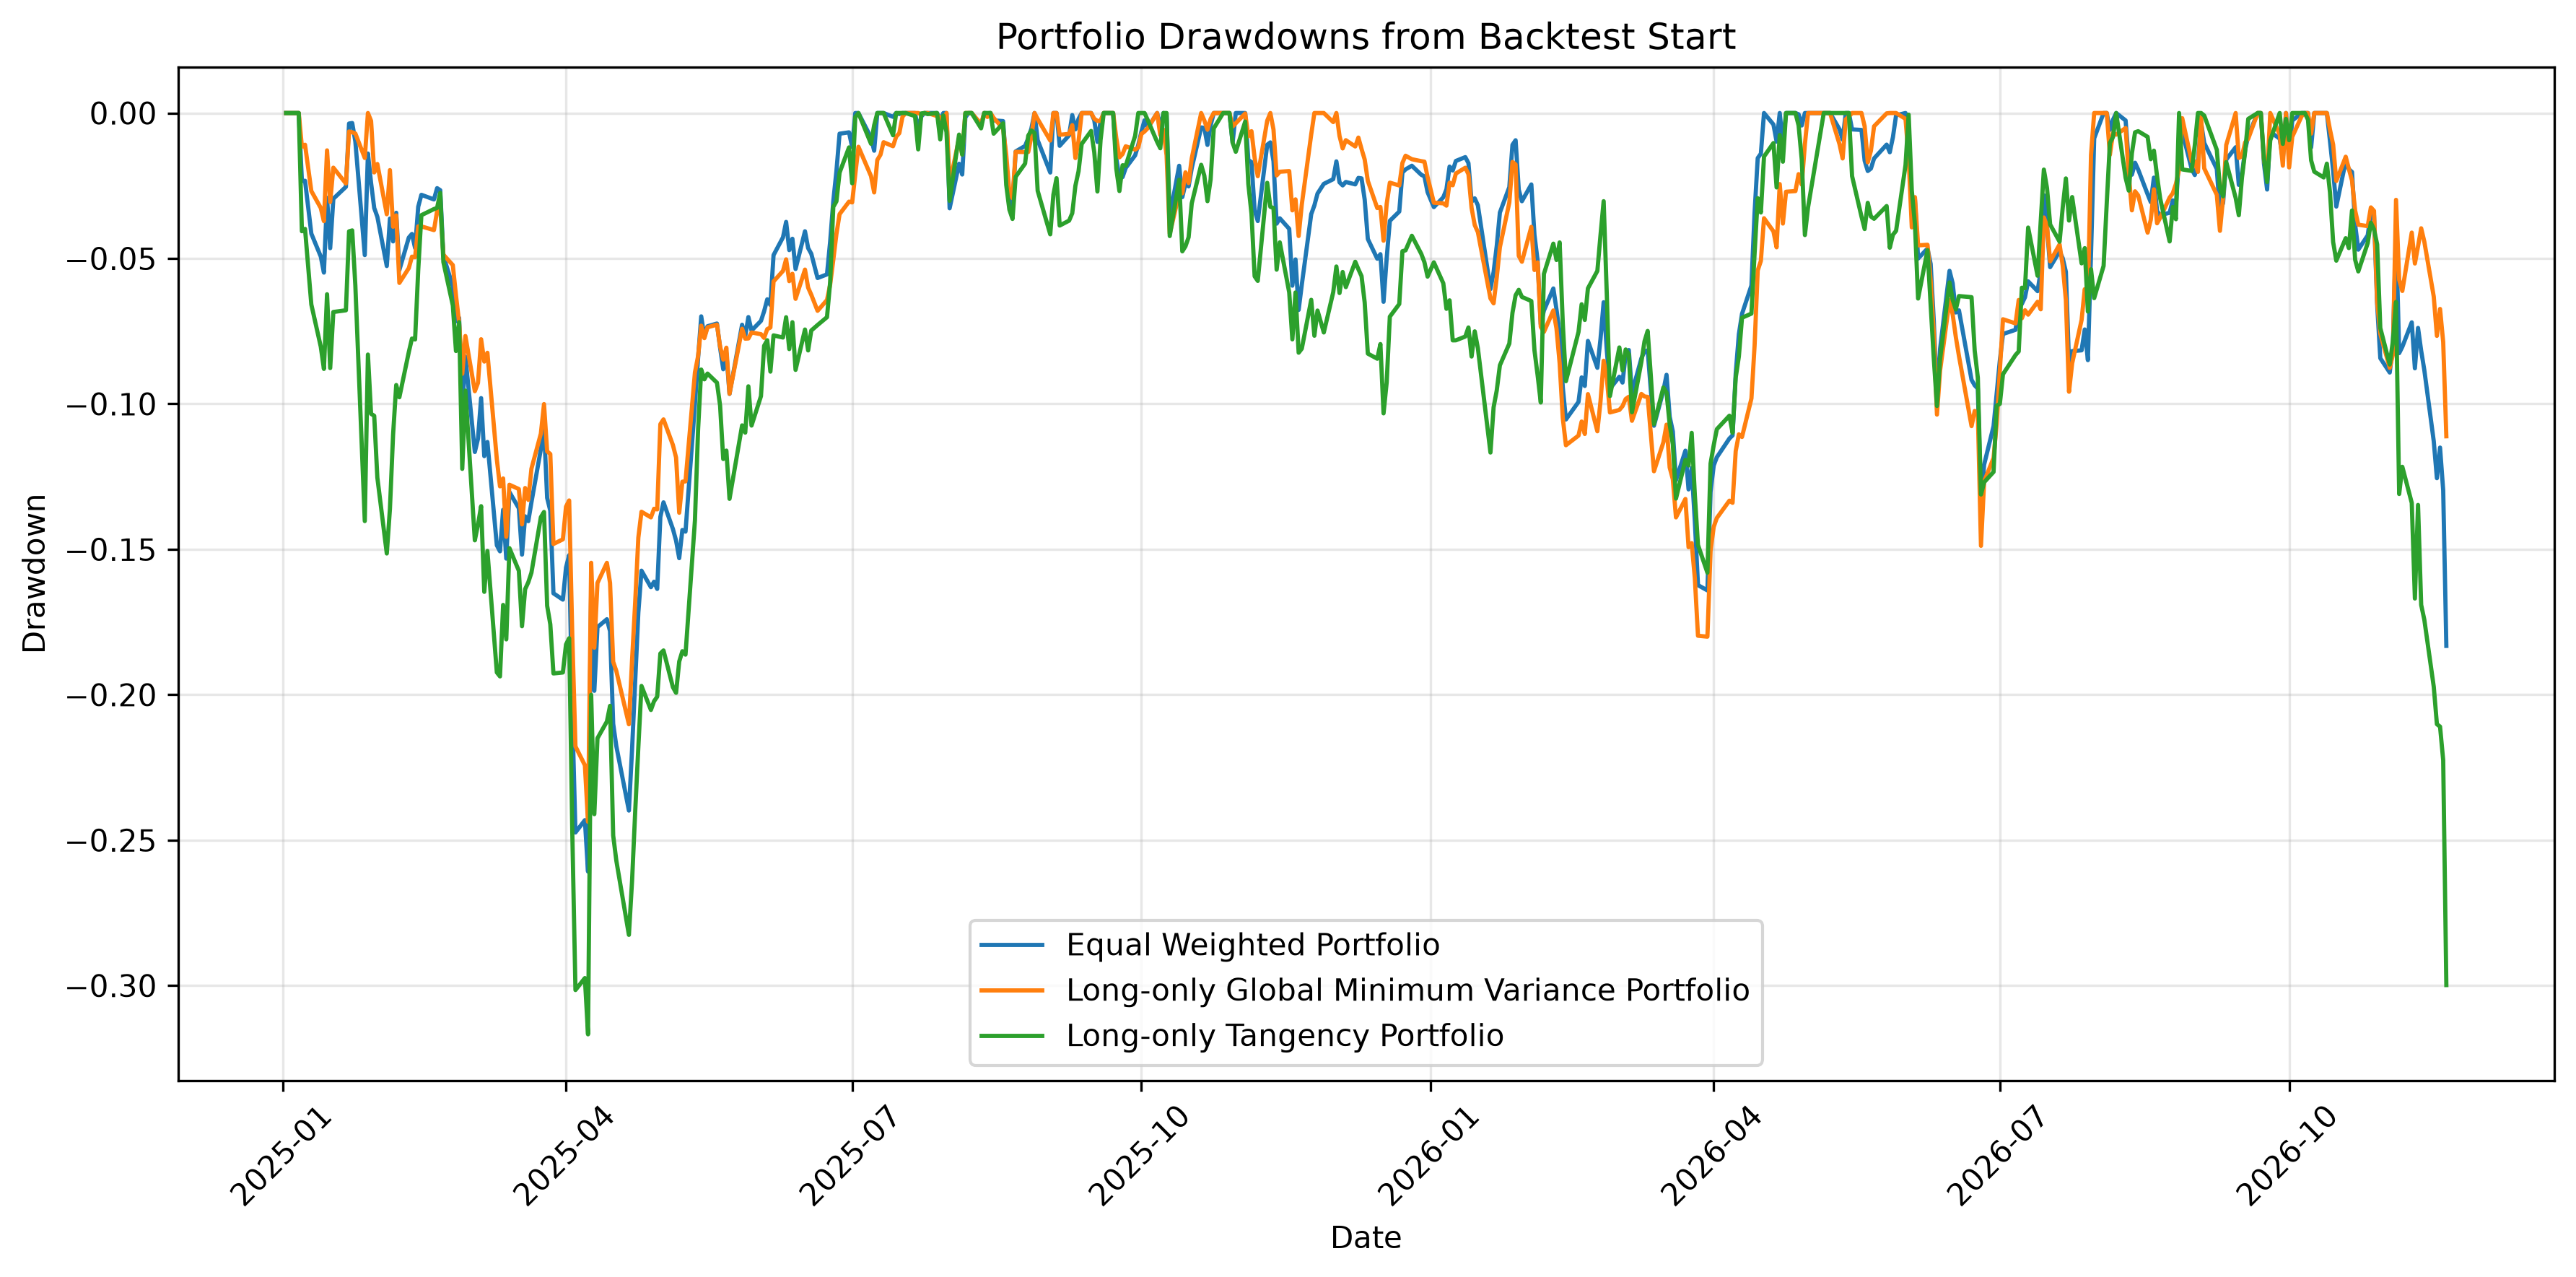 Portfolio Drawdowns from Backtest Start
Drawdown
0.00
−0.05
−0.10
−0.15
−0.20
−0.25
−0.30
Equal Weighted Portfolio
Long-only Global Minimum Variance Portfolio
Long-only Tangency Portfolio
2025-01
2025-04
2025-07
2025-10
2026-01
2026-04
2026-07
2026-10
Date